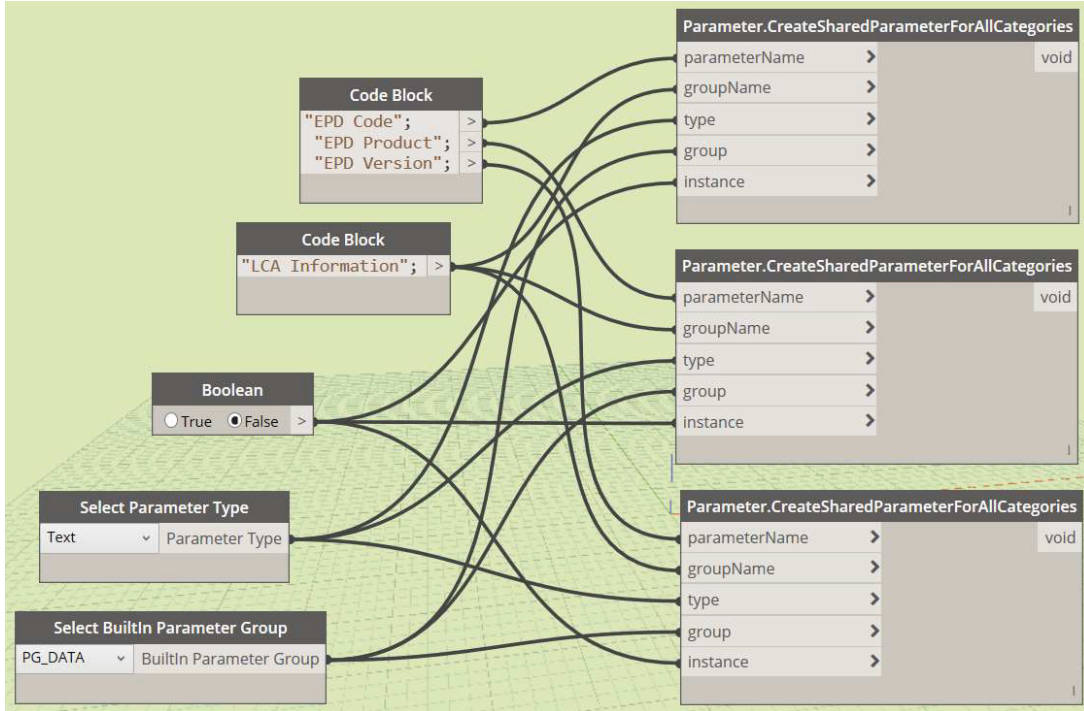 Code Block
"EPD Code"; >
"EPD Product"; >
"EPD Version"; >
Code Block
"LCA Information"; >
Boolean
True False >
Select Parameter Type
Text Parameter Type
Select BuiltIn Parameter Group
PG_DATA BuiltIn Parameter Group
Parameter.CreateSharedParameterForAllCategories
parameterName > void
groupName >
type >
group >
instance >
Parameter.CreateSharedParameterForAllCategories
parameterName > void
groupName >
type >
group >
instance >
Parameter.CreateSharedParameterForAllCategories
parameterName > void
groupName >
type >
group >
instance >